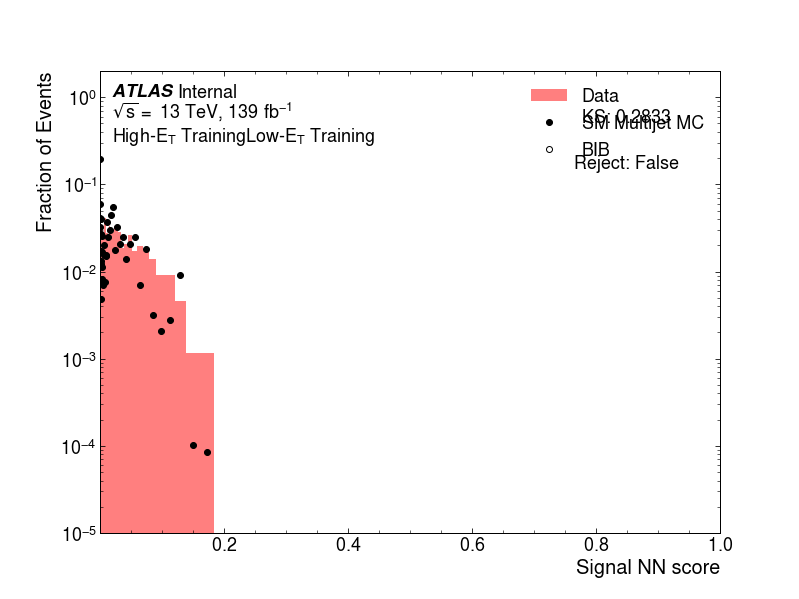 ATLAS Internal
√s = 13 TeV, 139 fb⁻¹
High-E_T TrainingLow-E_T Training
Data
KS: 0.2833
SM Multijet MC
BIB
Reject: False
Fraction of Events
10⁰
10⁻¹
10⁻²
10⁻³
10⁻⁴
10⁻⁵
0.2 0.4 0.6 0.8 1.0
Signal NN score